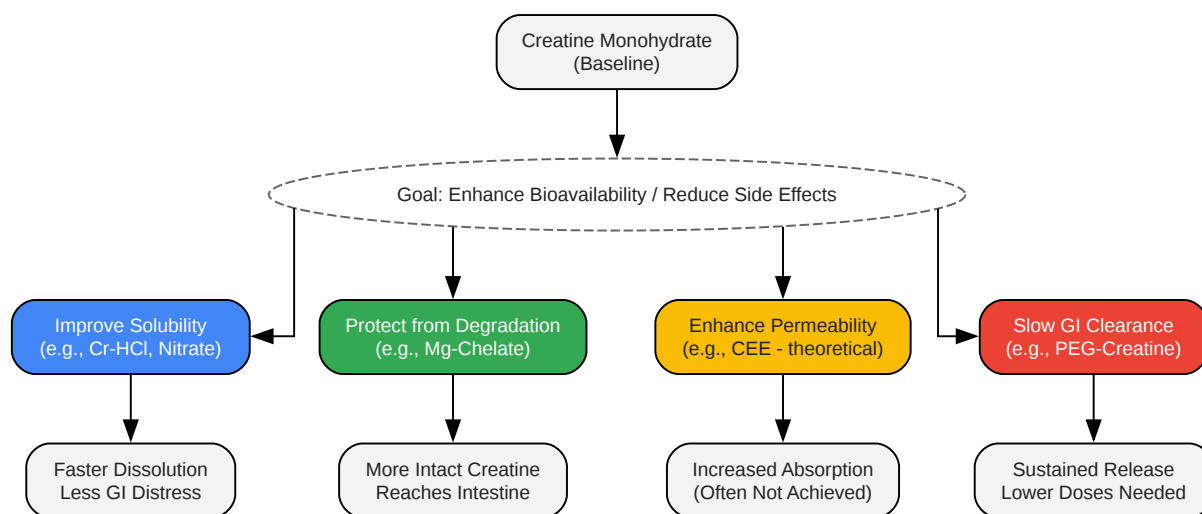 Creatine Monohydrate
(Baseline)
Goal: Enhance Bioavailability / Reduce Side Effects
Improve Solubility
(e.g., Cr-HCl, Nitrate)
Protect from Degradation
(e.g., Mg-Chelate)
Enhance Permeability
(e.g., CEE - theoretical)
Slow GI Clearance
(e.g., PEG-Creatine)
Faster Dissolution
Less GI Distress
More Intact Creatine
Reaches Intestine
Increased Absorption
(Often Not Achieved)
Sustained Release
Lower Doses Needed